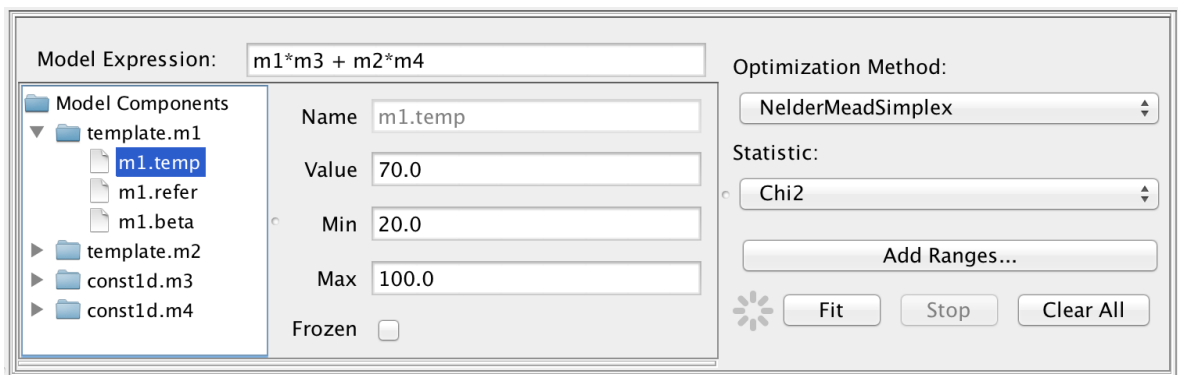 Model Expression: m1*m3 + m2*m4
Model Components
template.m1
m1.temp
m1.refer
m1.beta
template.m2
const1d.m3
const1d.m4
Name m1.temp
Value 70.0
Min 20.0
Max 100.0
Frozen
Optimization Method:
NelderMeadSimplex
Statistic:
Chi2
Add Ranges...
Fit Stop Clear All